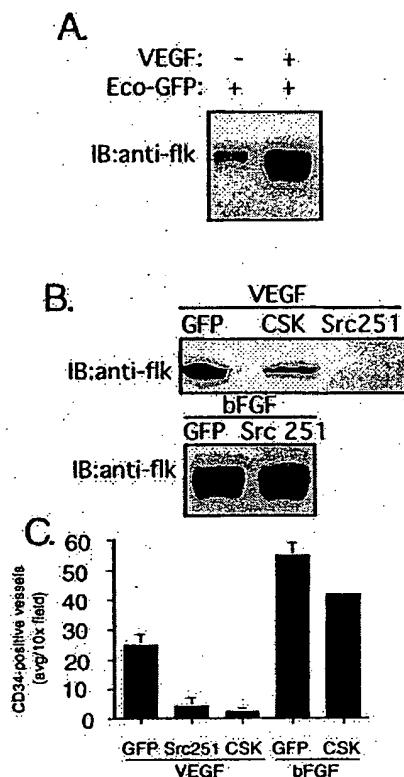 A.
VEGF: - +
Eco-GFP: + +
IB:anti-flk
B.
VEGF
GFP CSK Src251
IB:anti-flk
bFGF
GFP Src 251
IB:anti-flk
C.
CD34-positive vessels
(avg/10x field)
60
50
40
30
20
10
0
GFP Src251 CSK GFP CSK
VEGF bFGF